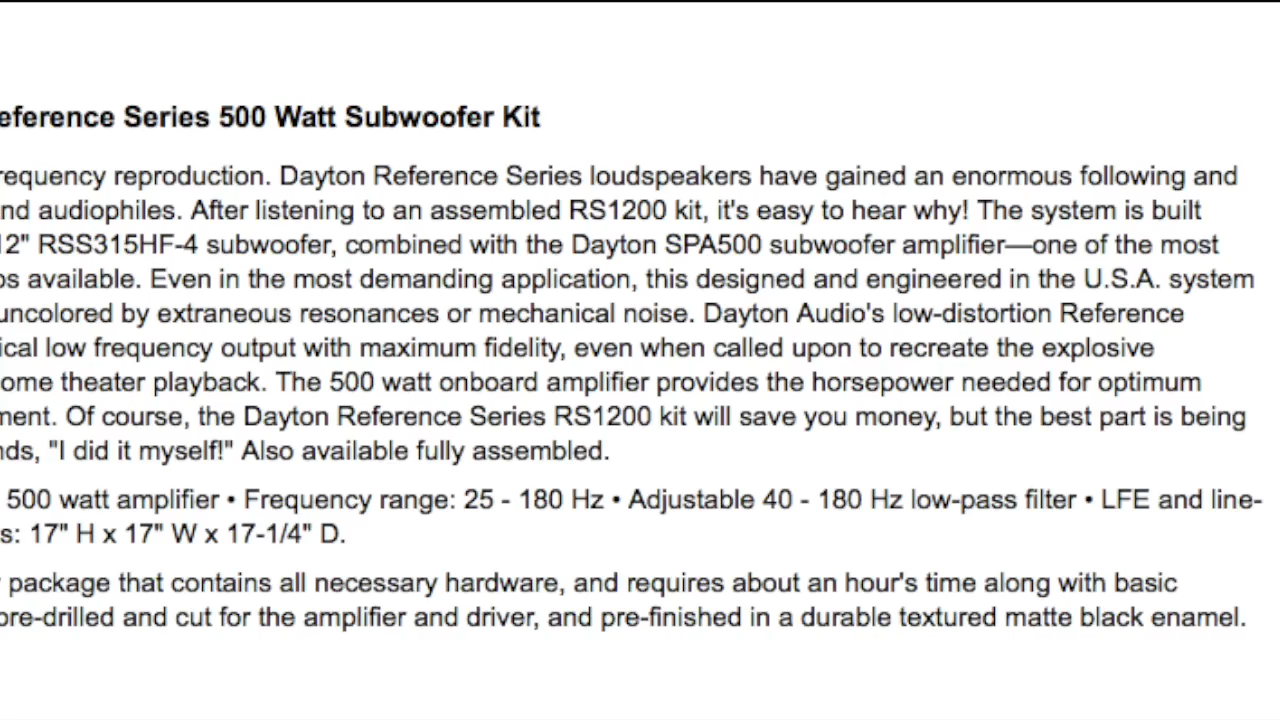 eference Series 500 Watt Subwoofer Kit
requency reproduction. Dayton Reference Series loudspeakers have gained an enormous following and
nd audiophiles. After listening to an assembled RS1200 kit, it's easy to hear why! The system is built
12" RSS315HF-4 subwoofer, combined with the Dayton SPA500 subwoofer amplifier—one of the most
ps available. Even in the most demanding application, this designed and engineered in the U.S.A. system
uncolored by extraneous resonances or mechanical noise. Dayton Audio's low-distortion Reference
ical low frequency output with maximum fidelity, even when called upon to recreate the explosive
ome theater playback. The 500 watt onboard amplifier provides the horsepower needed for optimum
ment. Of course, the Dayton Reference Series RS1200 kit will save you money, but the best part is being
nds, "I did it myself!" Also available fully assembled.
500 watt amplifier • Frequency range: 25 - 180 Hz • Adjustable 40 - 180 Hz low-pass filter • LFE and line-
s: 17" H x 17" W x 17-1/4" D.
package that contains all necessary hardware, and requires about an hour's time along with basic
pre-drilled and cut for the amplifier and driver, and pre-finished in a durable textured matte black enamel.